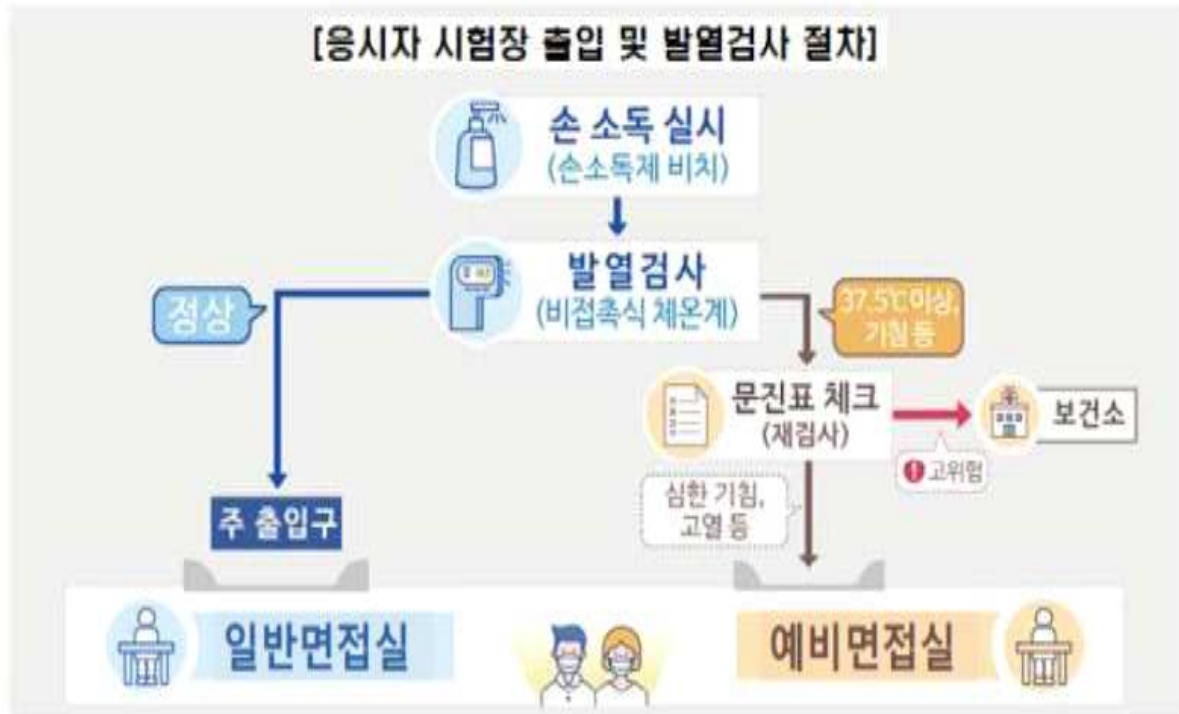 [응시자 시험장 출입 및 발열검사 절차]
손 소독 실시
(손소독제 비치)
발열검사
(비접촉식 체온계)
정상
37.5℃이상,
기침 등
문진표 체크
(재검사)
보건소
고위험
심한 기침,
고열 등
주 출입구
일반면접실
예비면접실